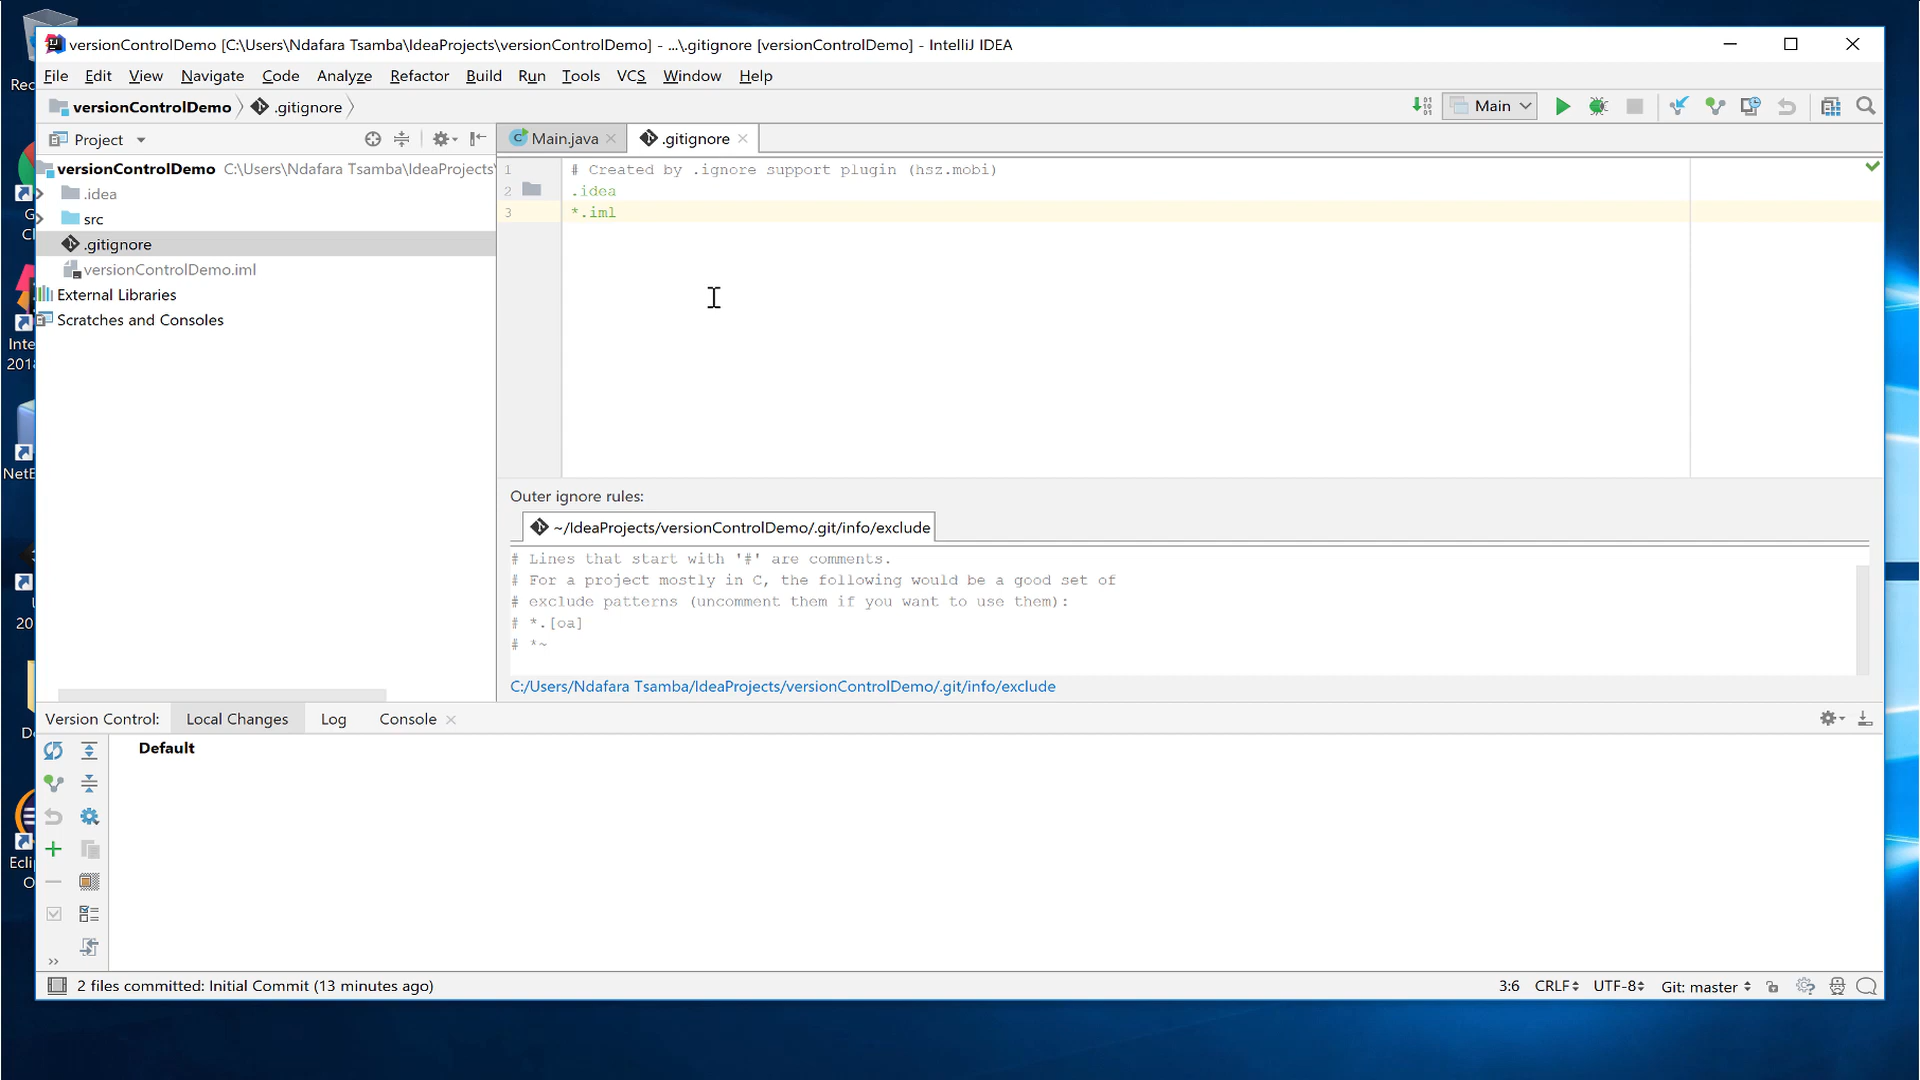 versionControlDemo [C:\Users\Ndafara Tsamba\IdeaProjects\versionControlDemo] - ...\.gitignore [versionControlDemo] - IntelliJ IDEA
File Edit View Navigate Code Analyze Refactor Build Run Tools VCS Window Help
versionControlDemo .gitignore Main
Project
Main.java .gitignore
versionControlDemo C:\Users\Ndafara Tsamba\IdeaProjects\
.idea
src
.gitignore
versionControlDemo.iml
External Libraries
Scratches and Consoles
1 # Created by .ignore support plugin (hsz.mobi)
2 .idea
3 *.iml
Outer ignore rules:
~/IdeaProjects/versionControlDemo/.git/info/exclude
# Lines that start with '#' are comments.
# For a project mostly in C, the following would be a good set of
# exclude patterns (uncomment them if you want to use them):
# *.[oa]
# *~
C:/Users/Ndafara Tsamba/IdeaProjects/versionControlDemo/.git/info/exclude
Version Control: Local Changes Log Console
Default
2 files committed: Initial Commit (13 minutes ago)
3:6 CRLF UTF-8 Git: master